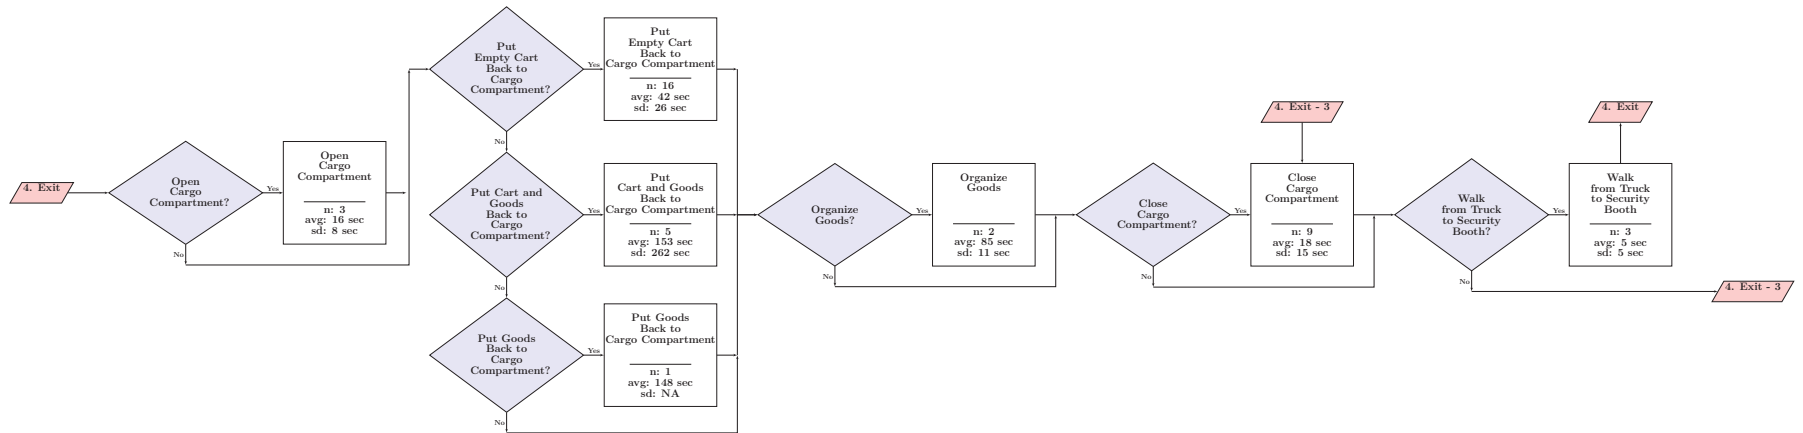 4. Exit
Open
Cargo
Compartment?
Yes
No
Open
Cargo
Compartment
n: 3
avg: 16 sec
sd: 8 sec
Put
Empty Cart
Back to
Cargo
Compartment?
Yes
No
Put
Empty Cart
Back to
Cargo Compartment
n: 16
avg: 42 sec
sd: 26 sec
Put Cart and
Goods
Back to
Cargo
Compartment?
Yes
No
Put
Cart and Goods
Back to
Cargo Compartment
n: 5
avg: 153 sec
sd: 262 sec
Put Goods
Back to
Cargo
Compartment?
Yes
No
Put Goods
Back to
Cargo Compartment
n: 1
avg: 148 sec
sd: NA
Organize
Goods?
Yes
No
Organize
Goods
n: 2
avg: 85 sec
sd: 11 sec
Close
Cargo
Compartment?
Yes
No
4. Exit - 3
Close
Cargo
Compartment
n: 9
avg: 18 sec
sd: 15 sec
Walk
from Truck
to Security
Booth?
Yes
No
4. Exit
Walk
from Truck
to Security
Booth
n: 3
avg: 5 sec
sd: 5 sec
4. Exit - 3